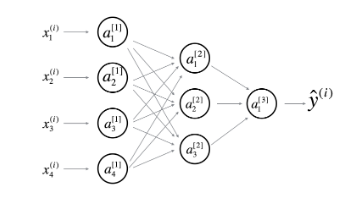 x₁⁽ⁱ⁾ a₁^[1]
a₁^[2]
x₂⁽ⁱ⁾ a₂^[1]
a₂^[2] a₁^[3] ŷ⁽ⁱ⁾
x₃⁽ⁱ⁾ a₃^[1]
a₃^[2]
x₄⁽ⁱ⁾ a₄^[1]